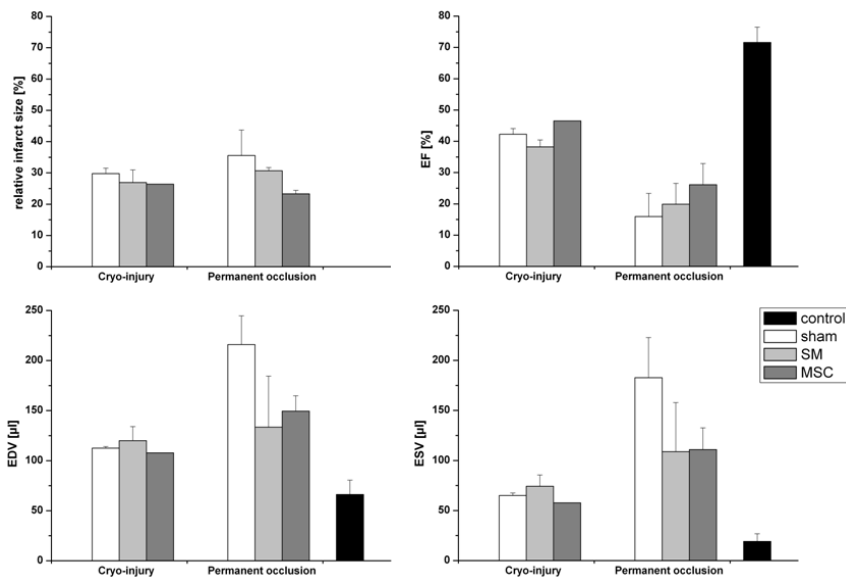 relative infarct size [%]
80
70
60
50
40
30
20
10
0
Cryo-injury Permanent occlusion
EF [%]
80
70
60
50
40
30
20
10
0
Cryo-injury Permanent occlusion
EDV [µl]
250
200
150
100
50
0
Cryo-injury Permanent occlusion
ESV [µl]
250
200
150
100
50
0
Cryo-injury Permanent occlusion
control
sham
SM
MSC